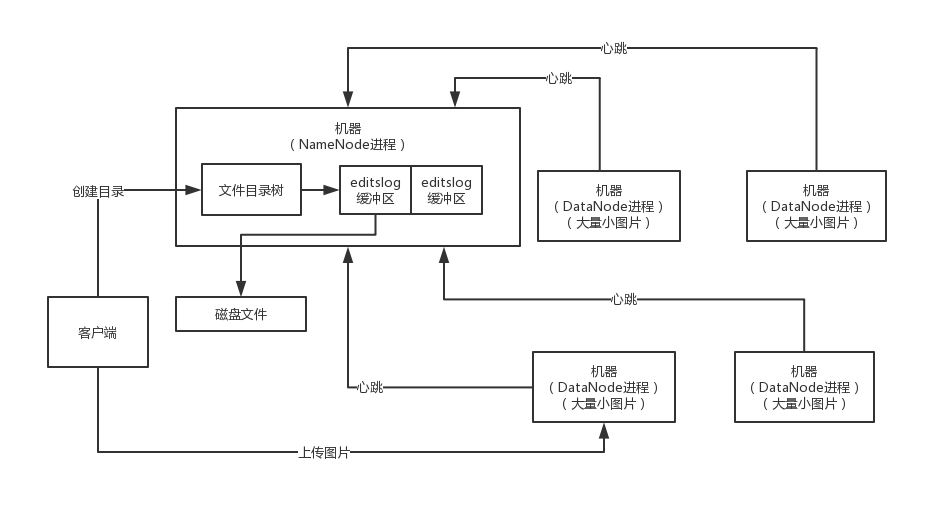 心跳
心跳
机器
（NameNode进程）
创建目录
文件目录树
editslog
缓冲区
editslog
缓冲区
机器
（DataNode进程）
（大量小图片）
机器
（DataNode进程）
（大量小图片）
磁盘文件
客户端
心跳
心跳
机器
（DataNode进程）
（大量小图片）
机器
（DataNode进程）
（大量小图片）
上传图片